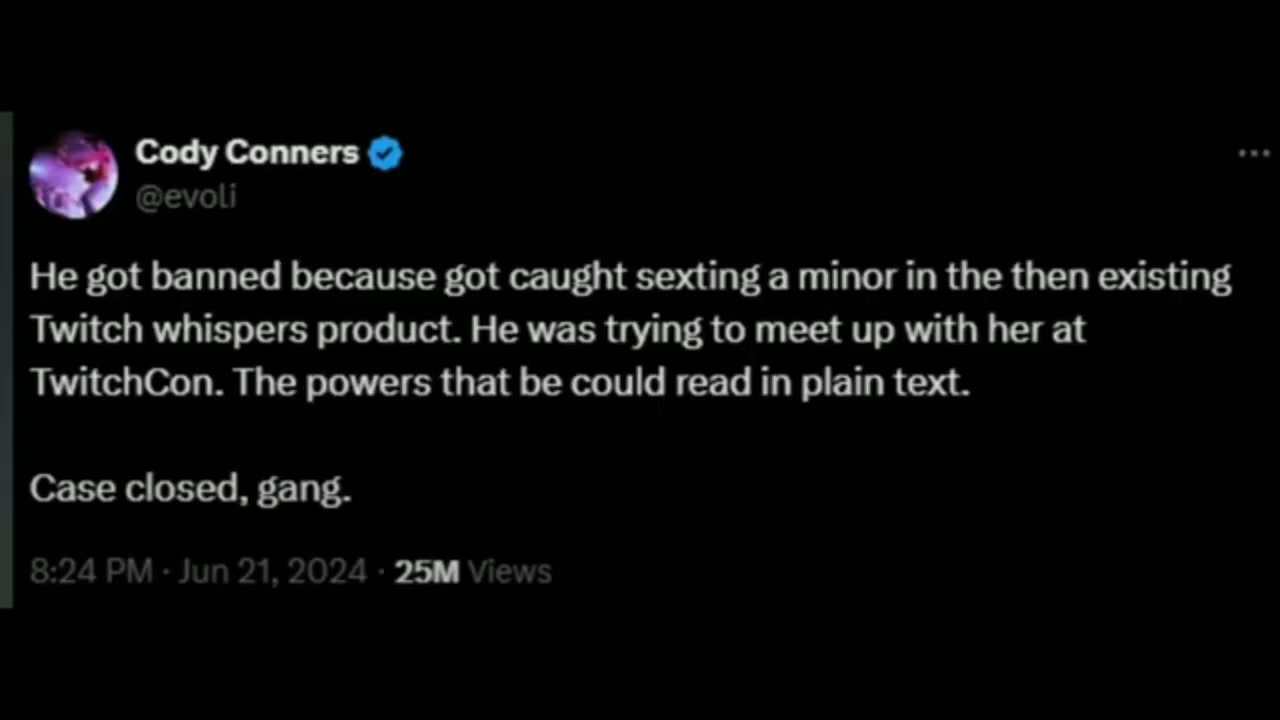 Cody Conners
@evoli
He got banned because got caught sexting a minor in the then existing
Twitch whispers product. He was trying to meet up with her at
TwitchCon. The powers that be could read in plain text.
Case closed, gang.
8:24 PM · Jun 21, 2024 · 25M Views